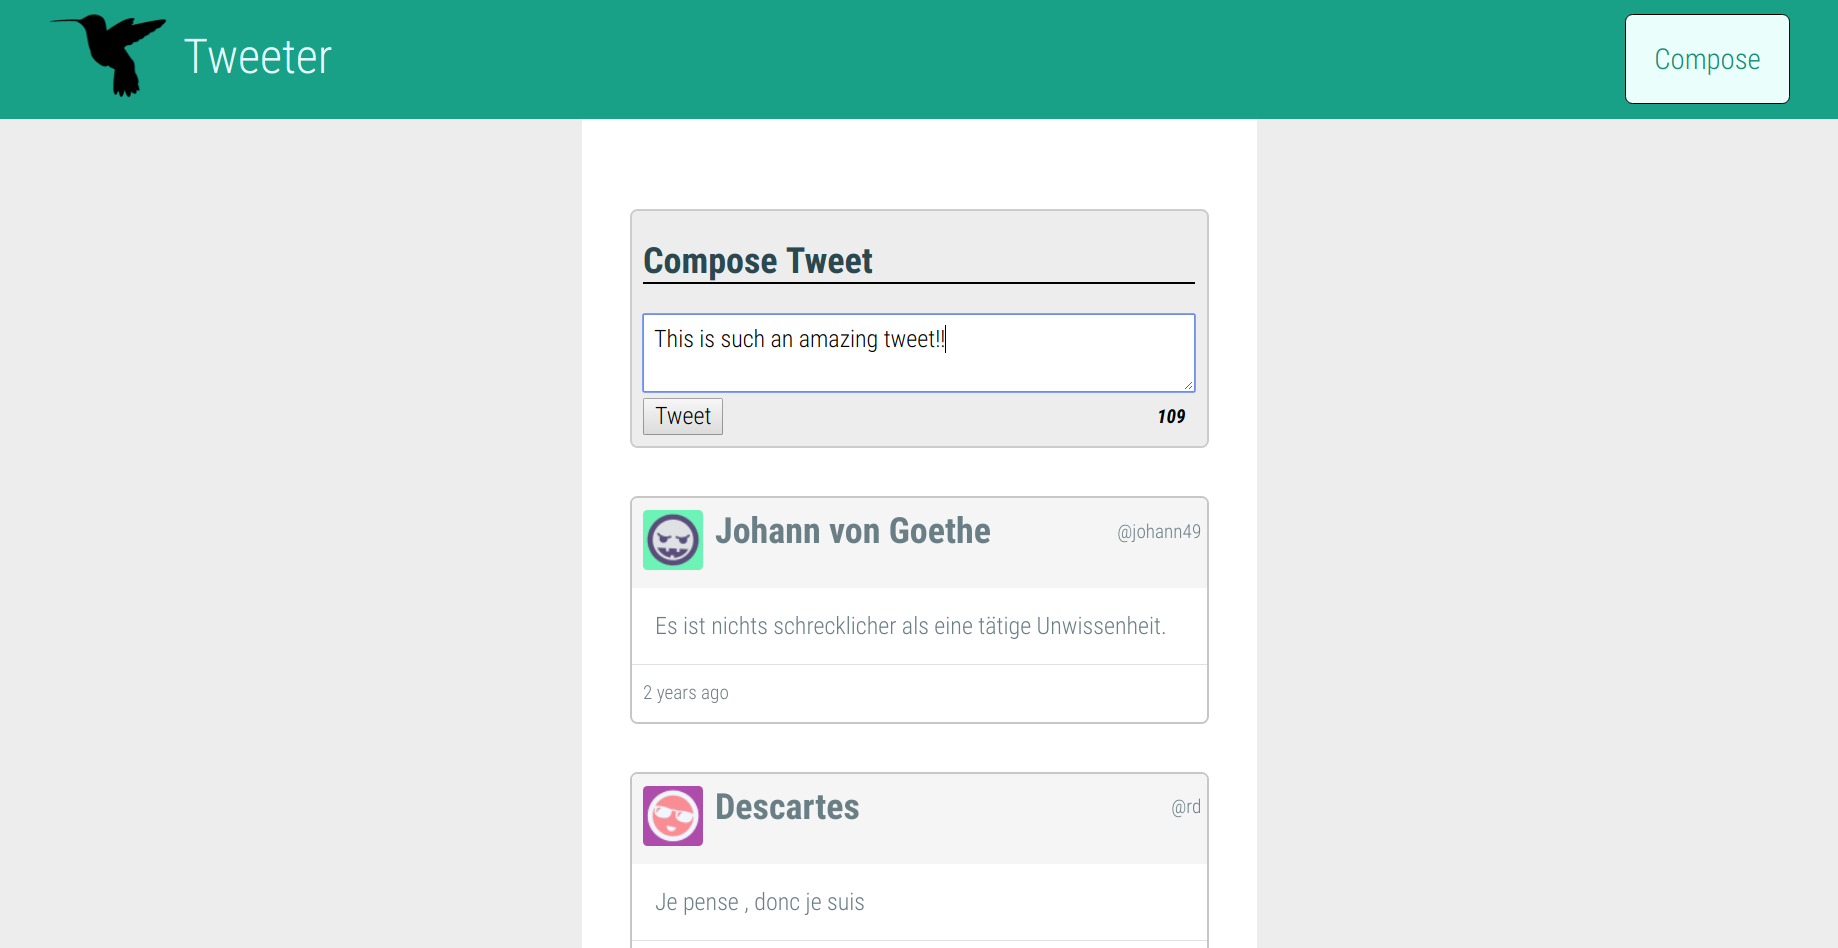 Tweeter
Compose
Compose Tweet
This is such an amazing tweet!!
Tweet
109
Johann von Goethe
@johann49
Es ist nichts schrecklicher als eine tätige Unwissenheit.
2 years ago
Descartes
@rd
Je pense , donc je suis